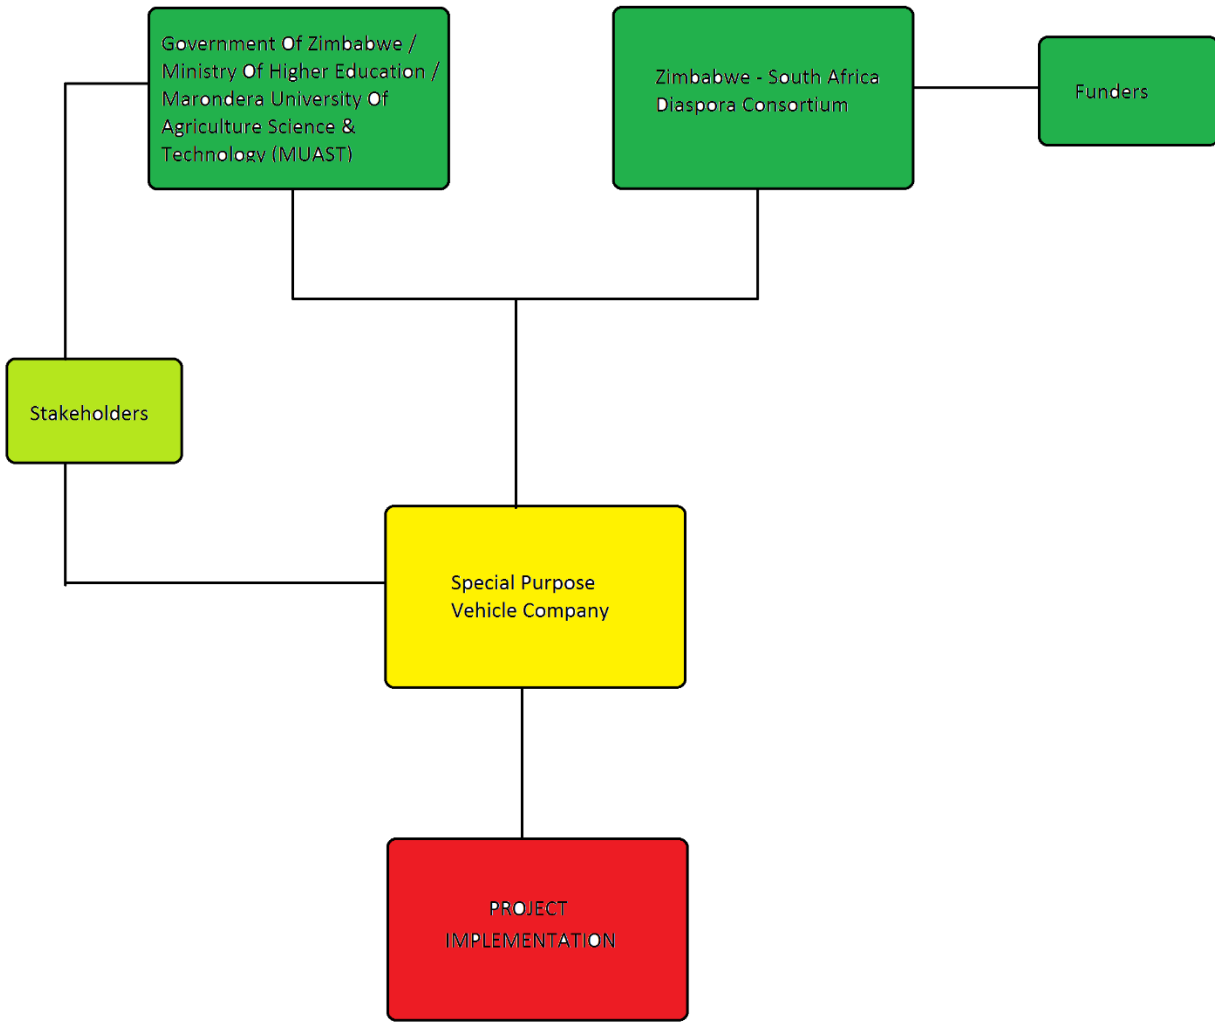 Government Of Zimbabwe /
Ministry Of Higher Education /
Marondera University Of
Agriculture Science &
Technology (MUAST)
Zimbabwe - South Africa
Diaspora Consortium
Funders
Stakeholders
Special Purpose
Vehicle Company
PROJECT
IMPLEMENTATION